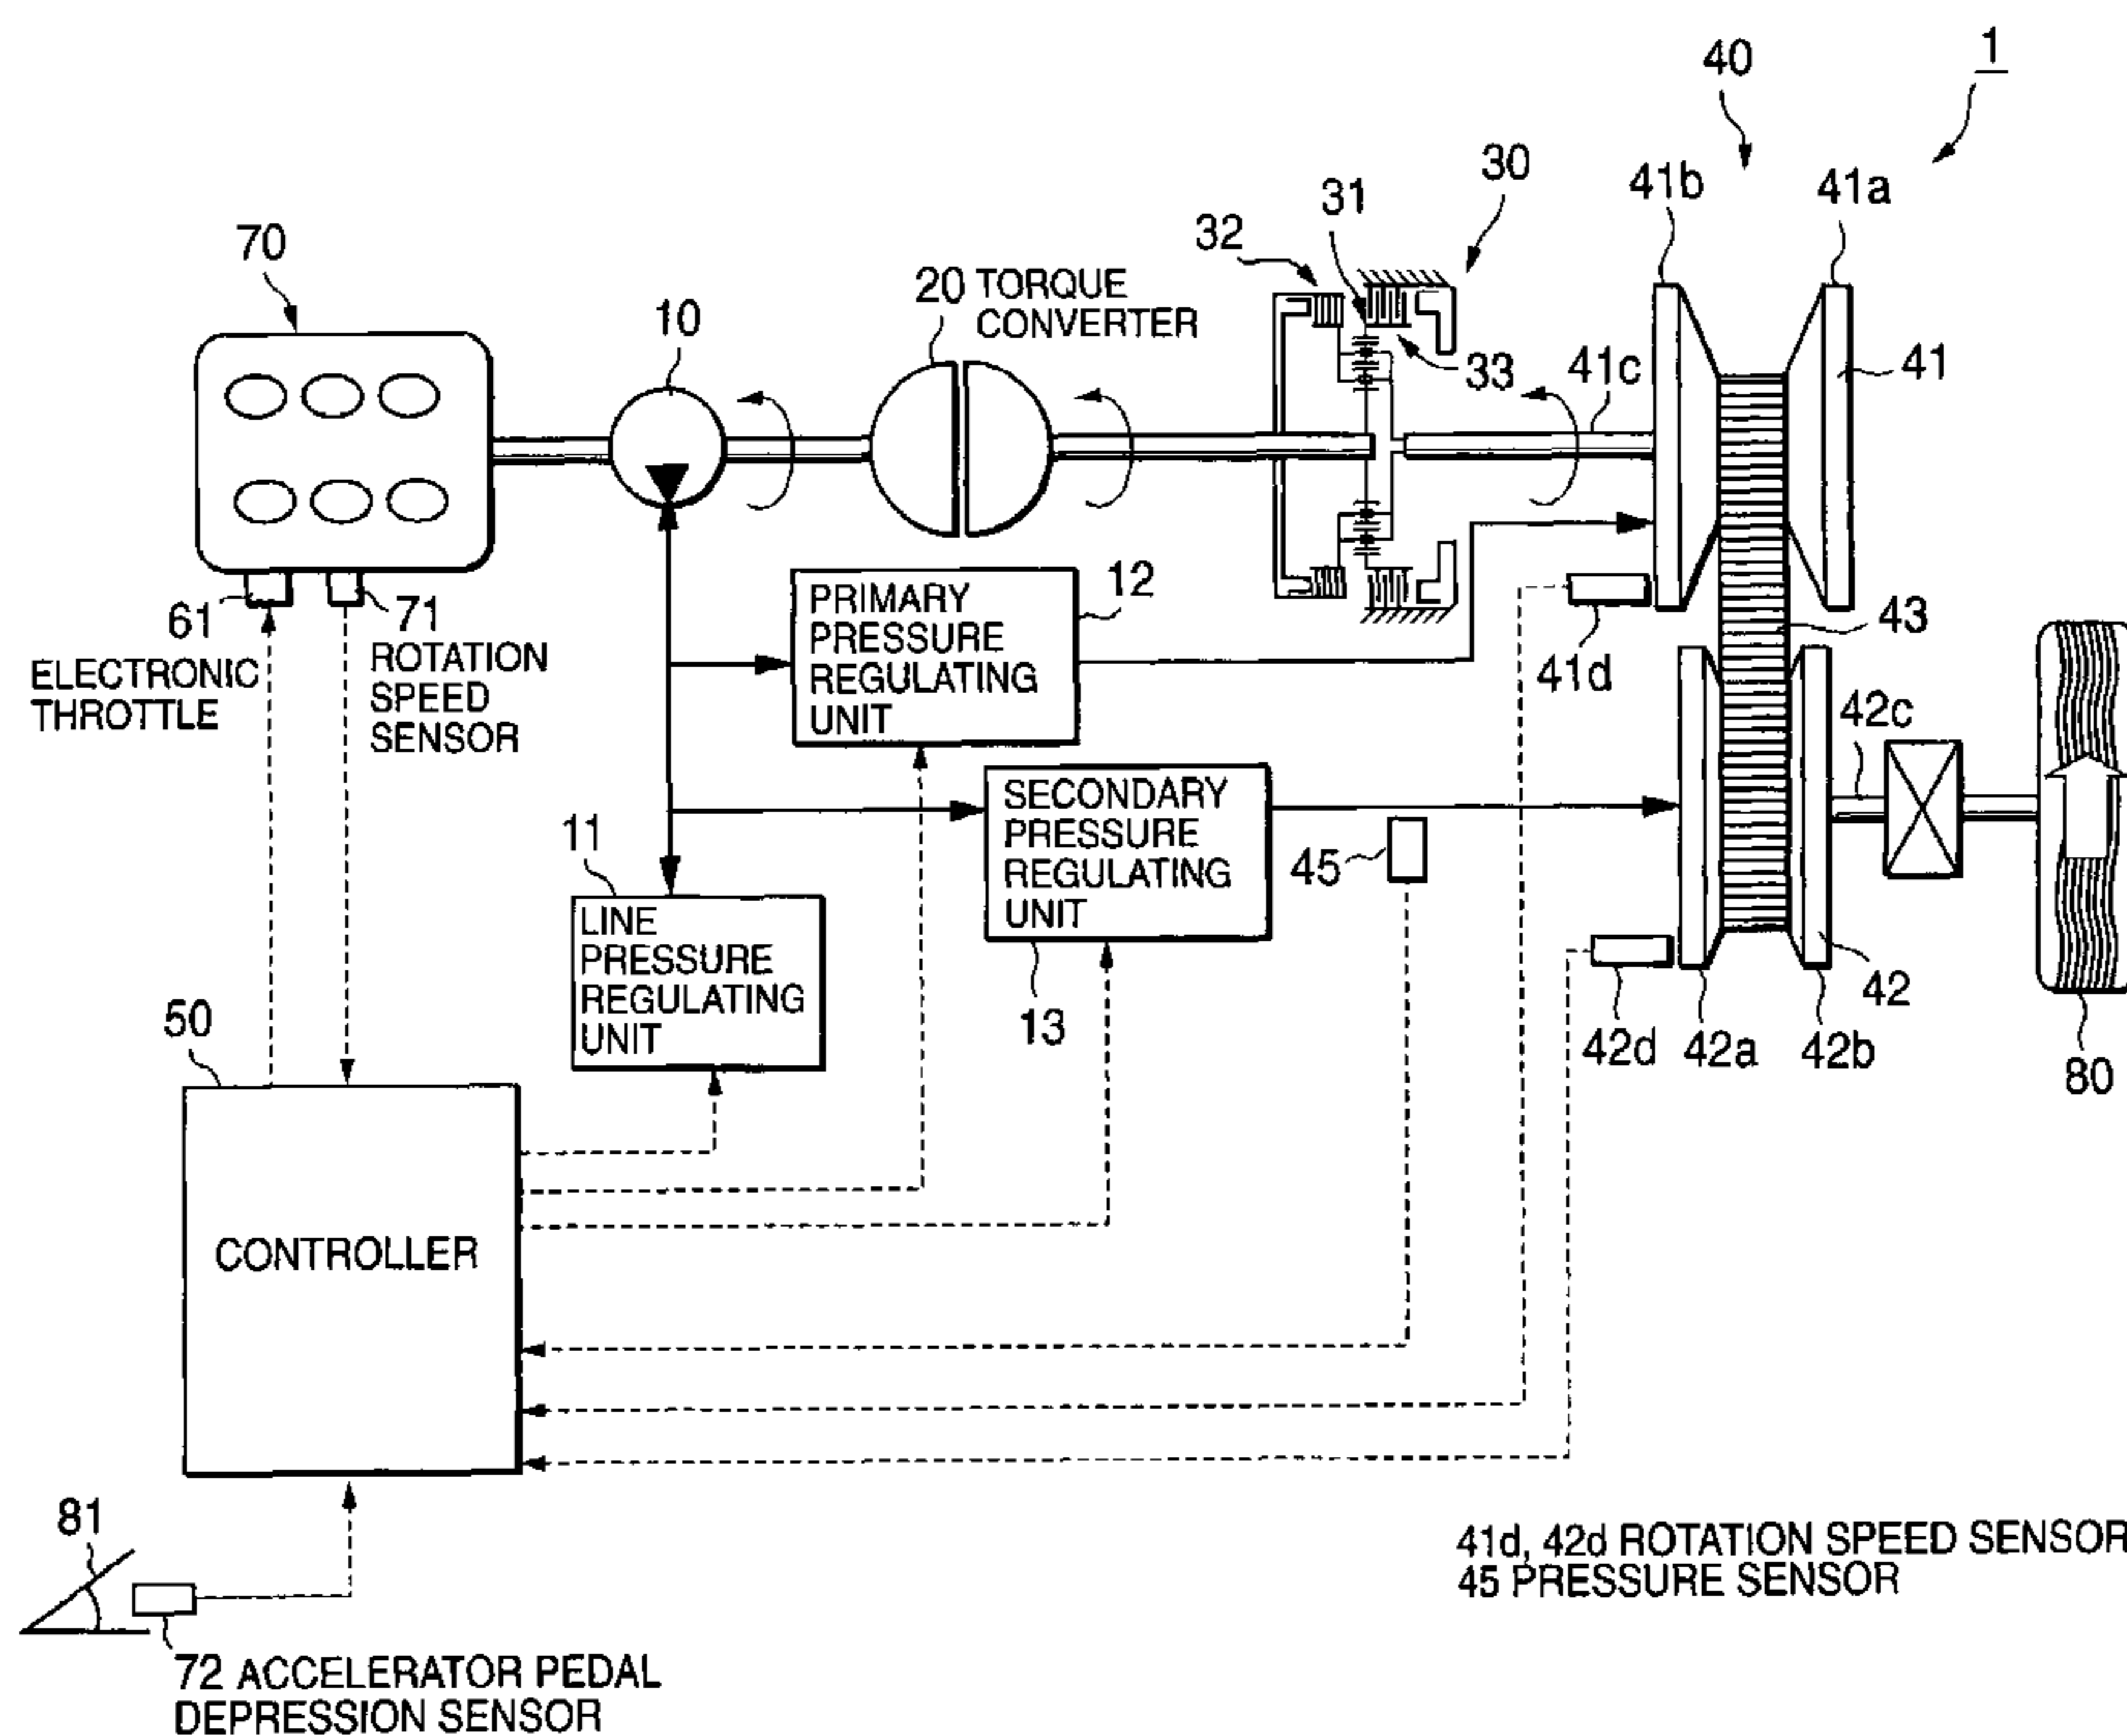 1
40
30
41b
41a
31
32
70
20 TORQUE
CONVERTER
10
33
41c
41
12
61
71
PRIMARY
PRESSURE
REGULATING
UNIT
43
ELECTRONIC
THROTTLE
ROTATION
SPEED
SENSOR
41d
42c
SECONDARY
PRESSURE
REGULATING
UNIT
11
45
LINE
PRESSURE
REGULATING
UNIT
50
13
42
42d
42a
42b
80
CONTROLLER
81
41d, 42d ROTATION SPEED SENSOR
45 PRESSURE SENSOR
72 ACCELERATOR PEDAL
DEPRESSION SENSOR